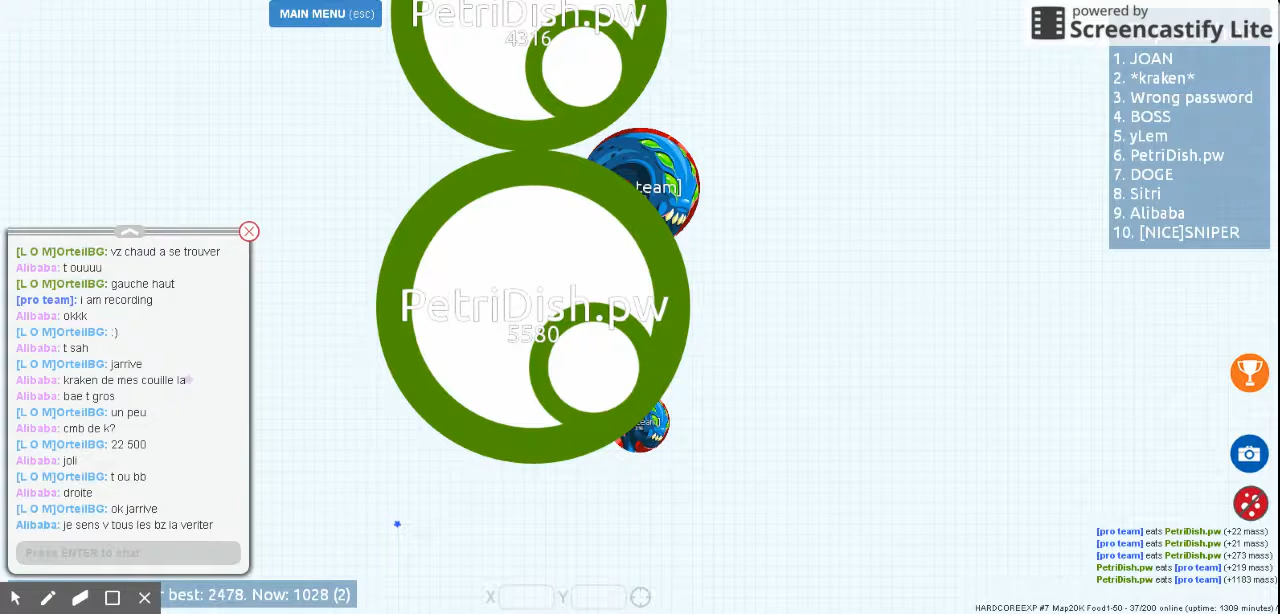 MAIN MENU (esc)
PetriDish.pw
4316
powered by
Screencastify Lite
1. JOAN
2. *kraken*
3. Wrong password
4. BOSS
5. yLem
6. PetriDish.pw
7. DOGE
8. Sitri
9. Alibaba
10. [NICE]SNIPER
team]
PetriDish.pw
5580
[L O M]OrteilBG: vz chaud a se trouver
Alibaba: t ouuuu
[L O M]OrteilBG: gauche haut
[pro team]: i am recording
Alibaba: okkk
[L O M]OrteilBG: :)
Alibaba: t sah
[L O M]OrteilBG: jarrive
Alibaba: kraken de mes couille la
Alibaba: bae t gros
[L O M]OrteilBG: un peu
Alibaba: cmb de k?
[L O M]OrteilBG: 22 500
Alibaba: joli
[L O M]OrteilBG: t ou bb
Alibaba: droite
[L O M]OrteilBG: ok jarrive
Alibaba: je sens v tous les bz la veriter
Press ENTER to chat
best: 2478. Now: 1028 (2)
X
Y
[pro team] eats PetriDish.pw (+22 mass)
[pro team] eats PetriDish.pw (+21 mass)
[pro team] eats PetriDish.pw (+273 mass)
PetriDish.pw eats [pro team] (+219 mass)
PetriDish.pw eats [pro team] (+1183 mass)
HARDCOREEXP #7 Map20K Food1-50 - 37/200 online (uptime: 1309 minutes)